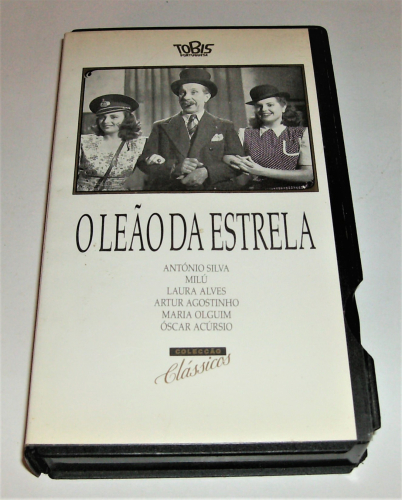 TOBIS
PORTUGUESA
O LEÃO DA ESTRELA
ANTÓNIO SILVA
MILÚ
LAURA ALVES
ARTUR AGOSTINHO
MARIA OLGUIM
ÓSCAR ACÚRSIO
COLECÇÃO
Clássicos